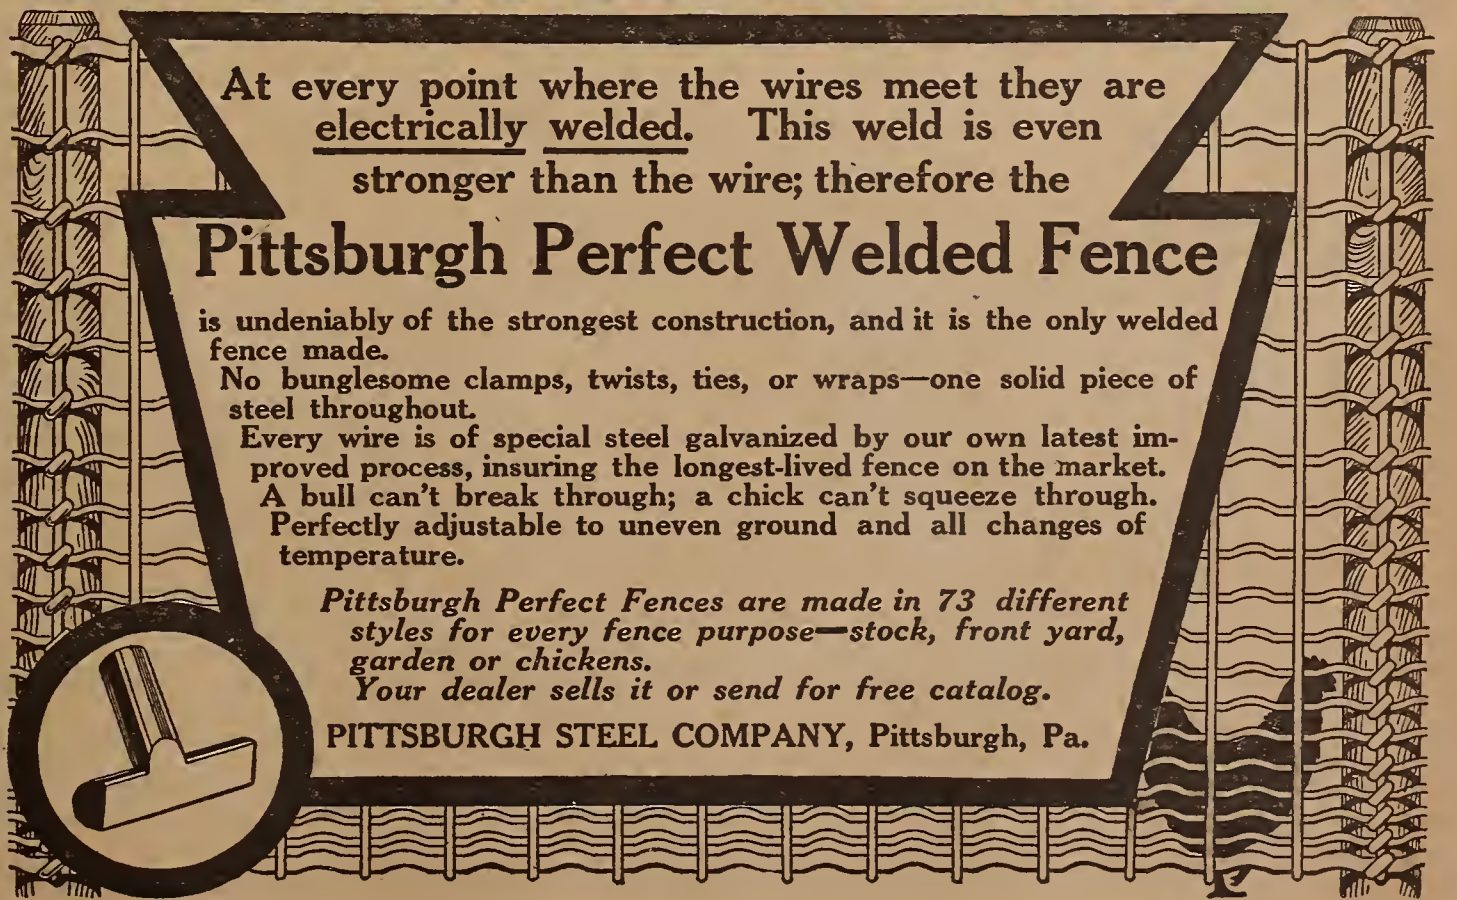 At every point where the wires meet they are
electrically welded. This weld is even
stronger than the wire; therefore the
Pittsburgh Perfect Welded Fence
is undeniably of the strongest construction, and it is the only welded
fence made.
No bunglesome clamps, twists, ties, or wraps—one solid piece of
steel throughout.
Every wire is of special steel galvanized by our own latest im-
proved process, insuring the longest-lived fence on the market.
A bull can't break through; a chick can't squeeze through.
Perfectly adjustable to uneven ground and all changes of
temperature.
Pittsburgh Perfect Fences are made in 73 different
styles for every fence purpose—stock, front yard,
garden or chickens.
Your dealer sells it or send for free catalog.
PITTSBURGH STEEL COMPANY, Pittsburgh, Pa.